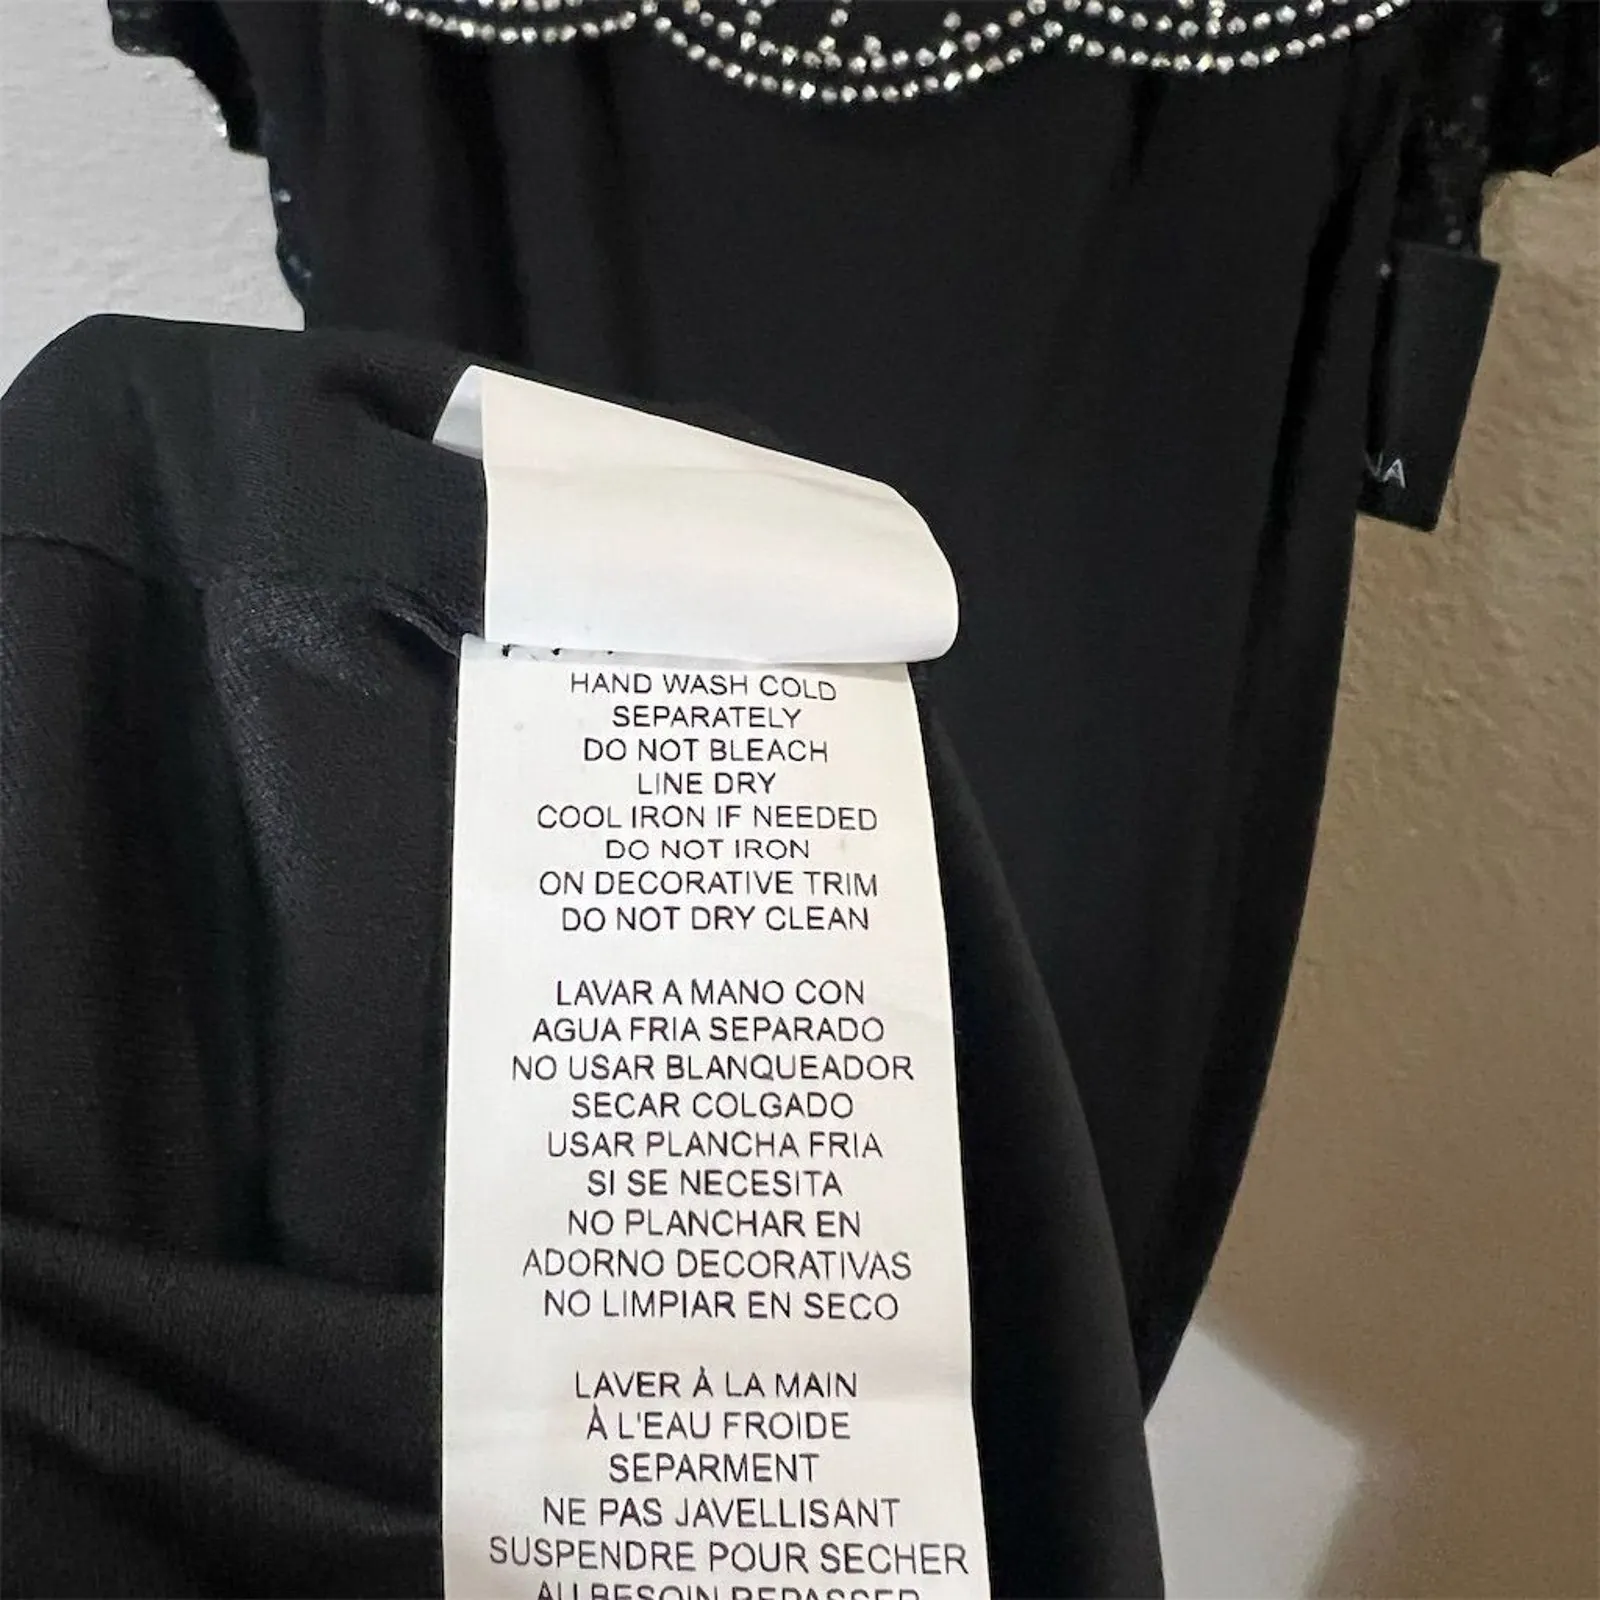 HAND WASH COLD
SEPARATELY
DO NOT BLEACH
LINE DRY
COOL IRON IF NEEDED
DO NOT IRON
ON DECORATIVE TRIM
DO NOT DRY CLEAN
LAVAR A MANO CON
AGUA FRIA SEPARADO
NO USAR BLANQUEADOR
SECAR COLGADO
USAR PLANCHA FRIA
SI SE NECESITA
NO PLANCHAR EN
ADORNO DECORATIVAS
NO LIMPIAR EN SECO
LAVER À LA MAIN
À L'EAU FROIDE
SEPARMENT
NE PAS JAVELLISANT
SUSPENDRE POUR SECHER
AU BESOIN REPASSER